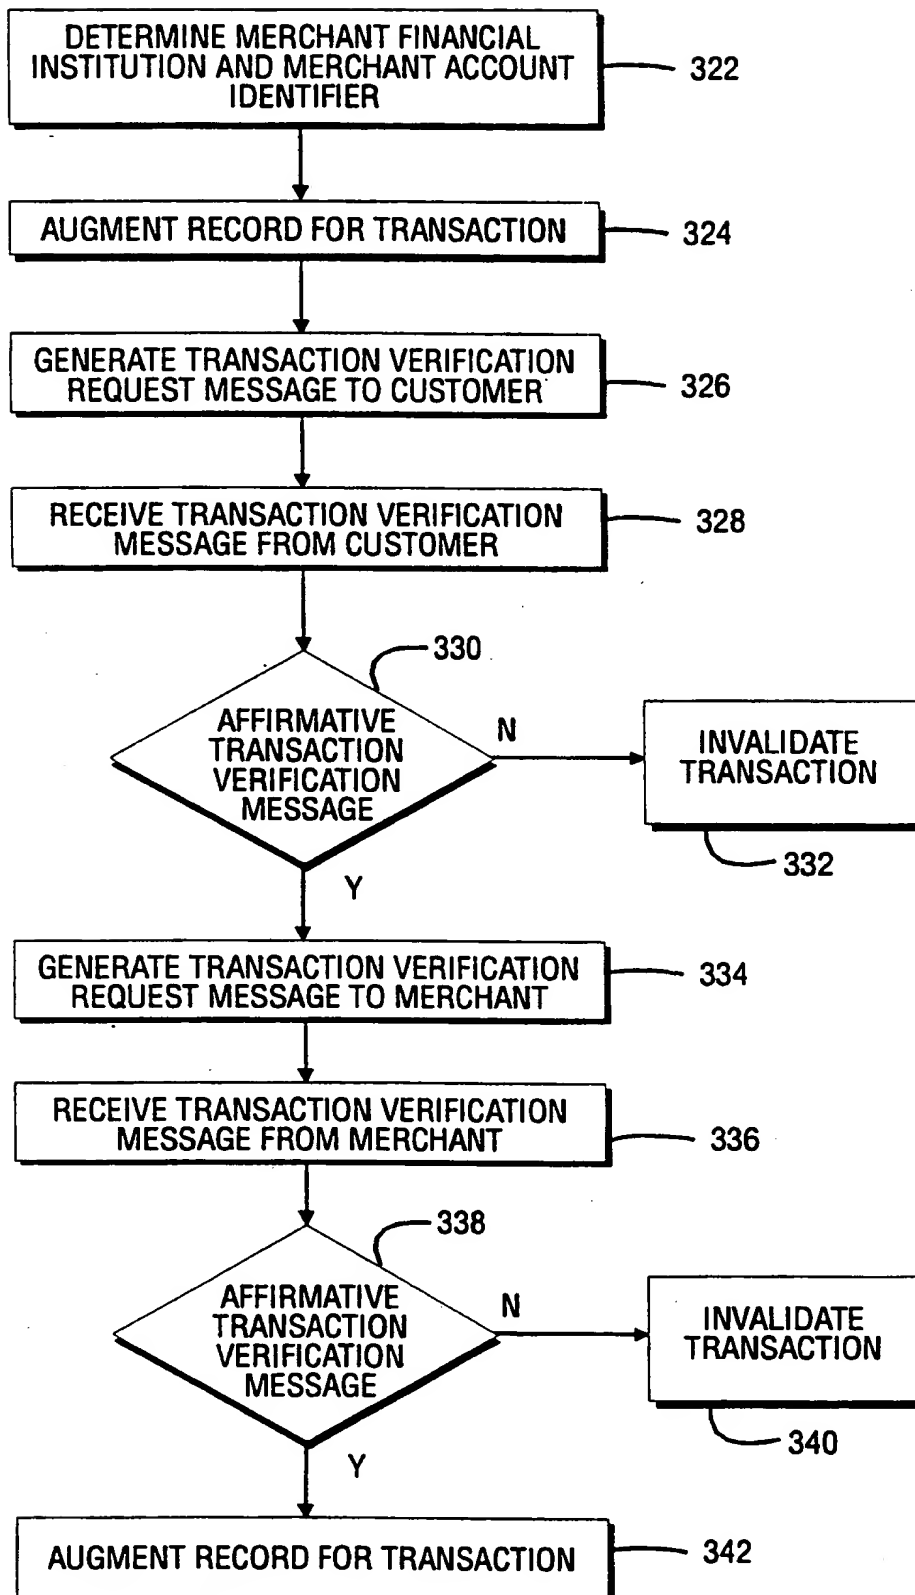 DETERMINE MERCHANT FINANCIAL
INSTITUTION AND MERCHANT ACCOUNT
IDENTIFIER
322
AUGMENT RECORD FOR TRANSACTION
324
GENERATE TRANSACTION VERIFICATION
REQUEST MESSAGE TO CUSTOMER
326
RECEIVE TRANSACTION VERIFICATION
MESSAGE FROM CUSTOMER
328
330
AFFIRMATIVE
TRANSACTION
VERIFICATION
MESSAGE
N
INVALIDATE
TRANSACTION
332
Y
GENERATE TRANSACTION VERIFICATION
REQUEST MESSAGE TO MERCHANT
334
RECEIVE TRANSACTION VERIFICATION
MESSAGE FROM MERCHANT
336
338
AFFIRMATIVE
TRANSACTION
VERIFICATION
MESSAGE
N
INVALIDATE
TRANSACTION
340
Y
AUGMENT RECORD FOR TRANSACTION
342